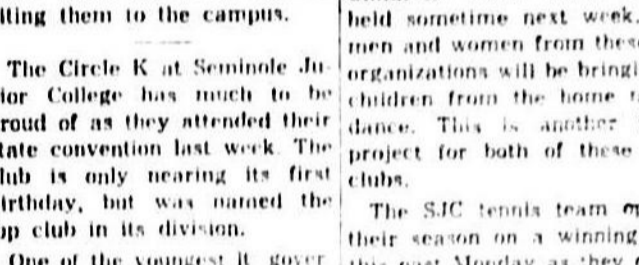 lting them to the campus.
The Circle K at Seminole Ju-
ior College has much to be
roud of as they attended their
tate convention last week. The
lub is only nearing its first
irthday, but was named the
op club in its division.
One of the youngest it gover
held sometime next week.
men and women from these
organizations will be bringi
children from the home
dance. This is another
project for both of these
clubs.
The SJC tennis team
their season on a winning
this past Monday as they